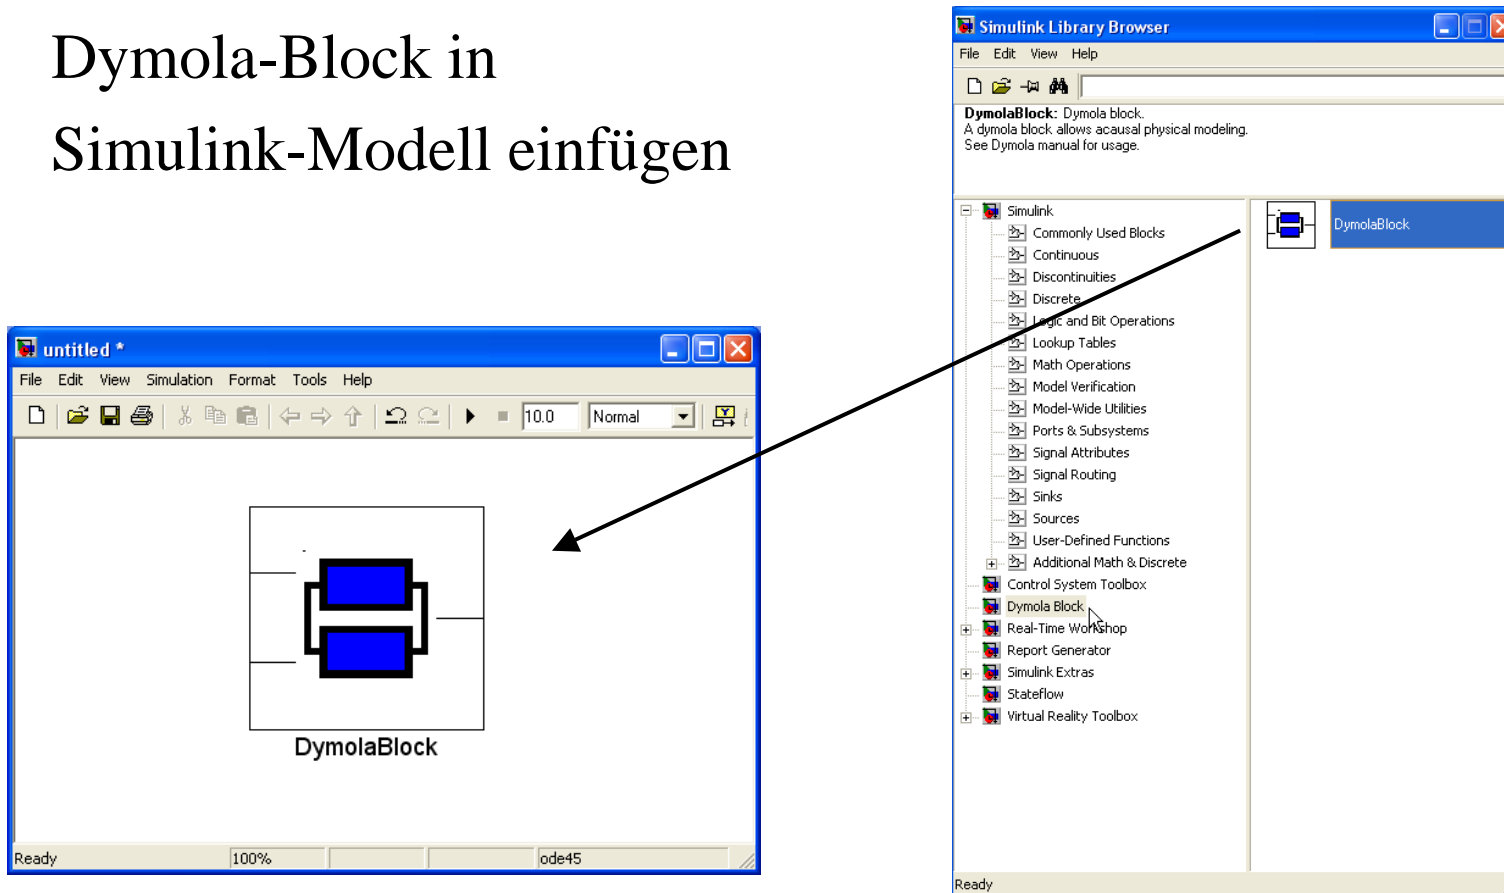 Dymola-Block in
Simulink-Modell einfügen
Simulink Library Browser
File Edit View Help
DymolaBlock: Dymola block.
A dymola block allows acausal physical modeling.
See Dymola manual for usage.
Simulink
Commonly Used Blocks
Continuous
Discontinuities
Discrete
Logic and Bit Operations
Lookup Tables
Math Operations
Model Verification
Model-Wide Utilities
Ports & Subsystems
Signal Attributes
Signal Routing
Sinks
Sources
User-Defined Functions
Additional Math & Discrete
Control System Toolbox
Dymola Block
Real-Time Workshop
Report Generator
Simulink Extras
Stateflow
Virtual Reality Toolbox
DymolaBlock
Ready
untitled *
File Edit View Simulation Format Tools Help
10.0 Normal
DymolaBlock
Ready 100% ode45